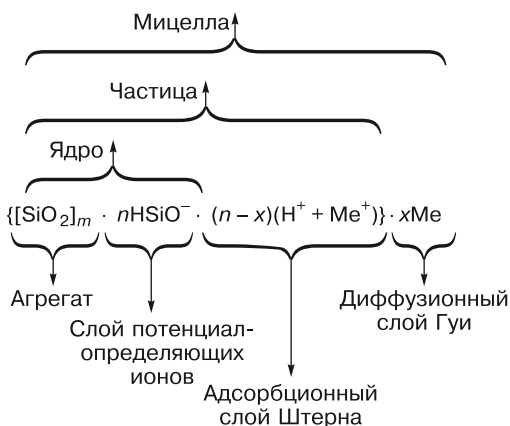 Мицелла
Частица
Ядро
{[SiO₂]ₘ · nHSiO⁻ · (n – x)(H⁺ + Me⁺)} · xMe
Агрегат
Слой потенциал-
определяющих
ионов
Адсорбционный
слой Штерна
Диффузионный
слой Гуи